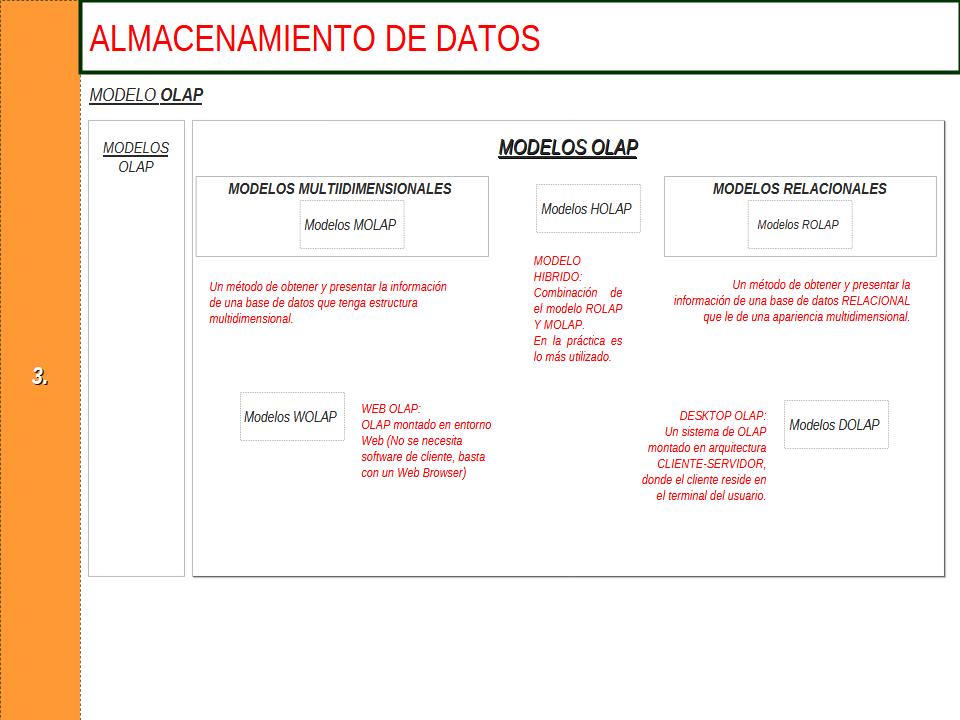 ALMACENAMIENTO DE DATOS
MODELO OLAP
MODELOS
OLAP
MODELOS OLAP
MODELOS MULTIIDIMENSIONALES
Modelos MOLAP
Modelos HOLAP
MODELOS RELACIONALES
Modelos ROLAP
Un método de obtener y presentar la información
de una base de datos que tenga estructura
multidimensional.
MODELO
HIBRIDO:
Combinación de
el modelo ROLAP
Y MOLAP.
En la práctica es
lo más utilizado.
Un método de obtener y presentar la
información de una base de datos RELACIONAL
que le de una apariencia multidimensional.
3.
Modelos WOLAP
WEB OLAP:
OLAP montado en entorno
Web (No se necesita
software de cliente, basta
con un Web Browser)
DESKTOP OLAP:
Un sistema de OLAP
montado en arquitectura
CLIENTE-SERVIDOR,
donde el cliente reside en
el terminal del usuario.
Modelos DOLAP